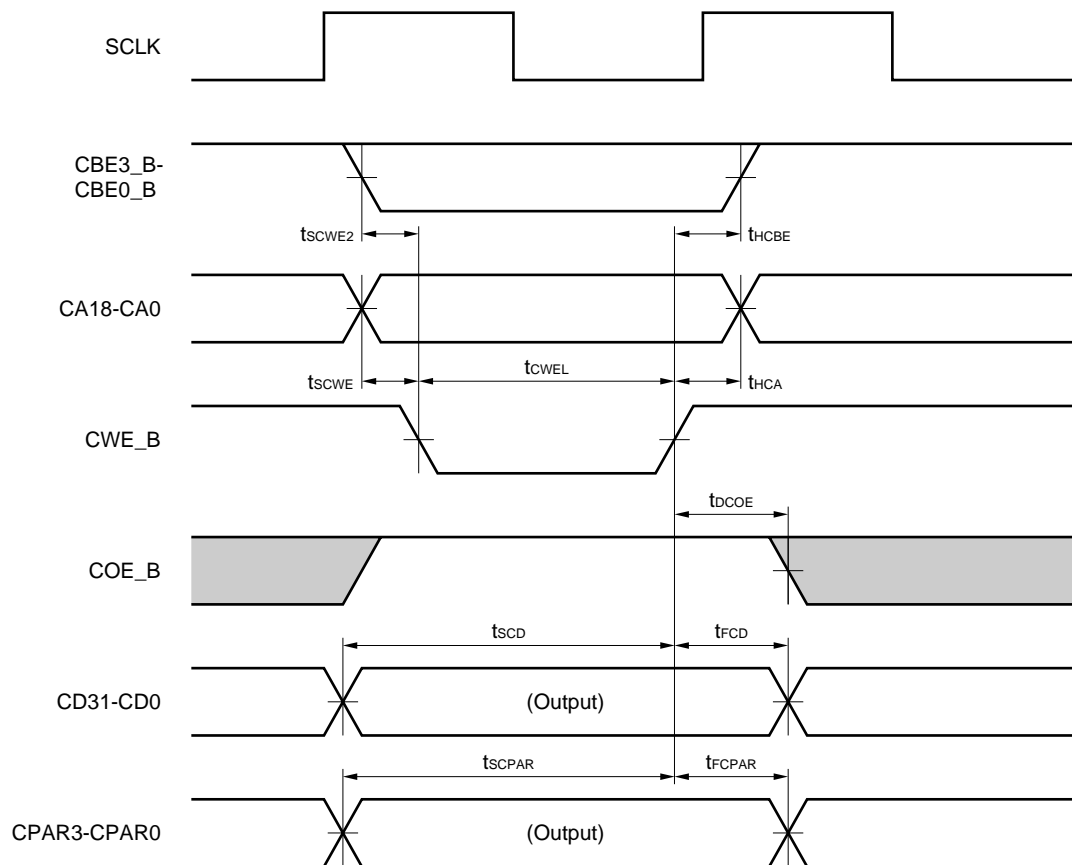 SCLK
CBE3_B-
CBE0_B
tSCWE2
tHCBE
CA18-CA0
tSCWE
tCWEL
tHCA
CWE_B
tDCOE
COE_B
tSCD
tFCD
CD31-CD0
(Output)
tSCPAR
tFCPAR
CPAR3-CPAR0
(Output)